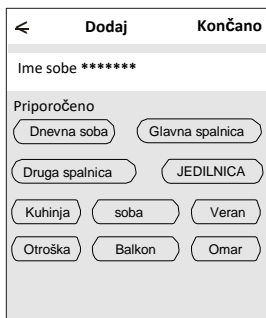 < Dodaj Končano
Ime sobe *******
Priporočeno
Dnevna soba Glavna spalnica
Druga spalnica JEDILNICA
Kuhinja soba Veran
Otroška Balkon Omar